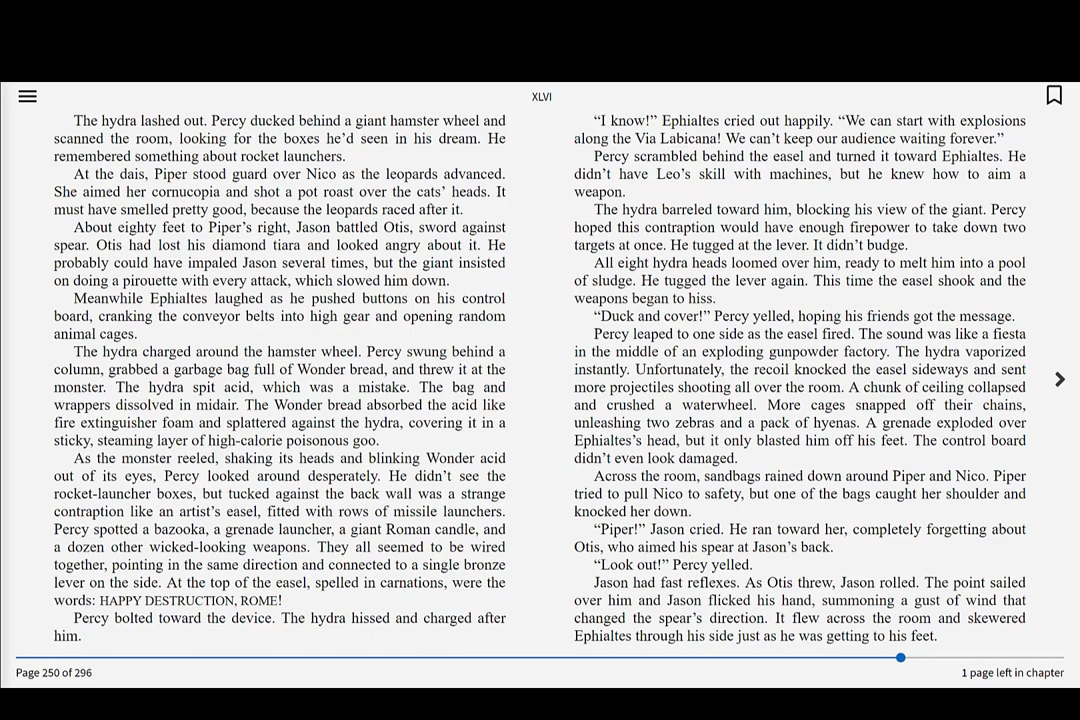 XLVI
The hydra lashed out. Percy ducked behind a giant hamster wheel and
scanned the room, looking for the boxes he’d seen in his dream. He
remembered something about rocket launchers.
At the dais, Piper stood guard over Nico as the leopards advanced.
She aimed her cornucopia and shot a pot roast over the cats’ heads. It
must have smelled pretty good, because the leopards raced after it.
About eighty feet to Piper’s right, Jason battled Otis, sword against
spear. Otis had lost his diamond tiara and looked angry about it. He
probably could have impaled Jason several times, but the giant insisted
on doing a pirouette with every attack, which slowed him down.
Meanwhile Ephialtes laughed as he pushed buttons on his control
board, cranking the conveyor belts into high gear and opening random
animal cages.
The hydra charged around the hamster wheel. Percy swung behind a
column, grabbed a garbage bag full of Wonder bread, and threw it at the
monster. The hydra spit acid, which was a mistake. The bag and
wrappers dissolved in midair. The Wonder bread absorbed the acid like
fire extinguisher foam and splattered against the hydra, covering it in a
sticky, steaming layer of high-calorie poisonous goo.
As the monster reeled, shaking its heads and blinking Wonder acid
out of its eyes, Percy looked around desperately. He didn’t see the
rocket-launcher boxes, but tucked against the back wall was a strange
contraption like an artist’s easel, fitted with rows of missile launchers.
Percy spotted a bazooka, a grenade launcher, a giant Roman candle, and
a dozen other wicked-looking weapons. They all seemed to be wired
together, pointing in the same direction and connected to a single bronze
lever on the side. At the top of the easel, spelled in carnations, were the
words: HAPPY DESTRUCTION, ROME!
Percy bolted toward the device. The hydra hissed and charged after
him.
“I know!” Ephialtes cried out happily. “We can start with explosions
along the Via Labicana! We can’t keep our audience waiting forever.”
Percy scrambled behind the easel and turned it toward Ephialtes. He
didn’t have Leo’s skill with machines, but he knew how to aim a
weapon.
The hydra barreled toward him, blocking his view of the giant. Percy
hoped this contraption would have enough firepower to take down two
targets at once. He tugged at the lever. It didn’t budge.
All eight hydra heads loomed over him, ready to melt him into a pool
of sludge. He tugged the lever again. This time the easel shook and the
weapons began to hiss.
“Duck and cover!” Percy yelled, hoping his friends got the message.
Percy leaped to one side as the easel fired. The sound was like a fiesta
in the middle of an exploding gunpowder factory. The hydra vaporized
instantly. Unfortunately, the recoil knocked the easel sideways and sent
more projectiles shooting all over the room. A chunk of ceiling collapsed
and crushed a waterwheel. More cages snapped off their chains,
unleashing two zebras and a pack of hyenas. A grenade exploded over
Ephialtes’s head, but it only blasted him off his feet. The control board
didn’t even look damaged.
Across the room, sandbags rained down around Piper and Nico. Piper
tried to pull Nico to safety, but one of the bags caught her shoulder and
knocked her down.
“Piper!” Jason cried. He ran toward her, completely forgetting about
Otis, who aimed his spear at Jason’s back.
“Look out!” Percy yelled.
Jason had fast reflexes. As Otis threw, Jason rolled. The point sailed
over him and Jason flicked his hand, summoning a gust of wind that
changed the spear’s direction. It flew across the room and skewered
Ephialtes through his side just as he was getting to his feet.
Page 250 of 296
1 page left in chapter